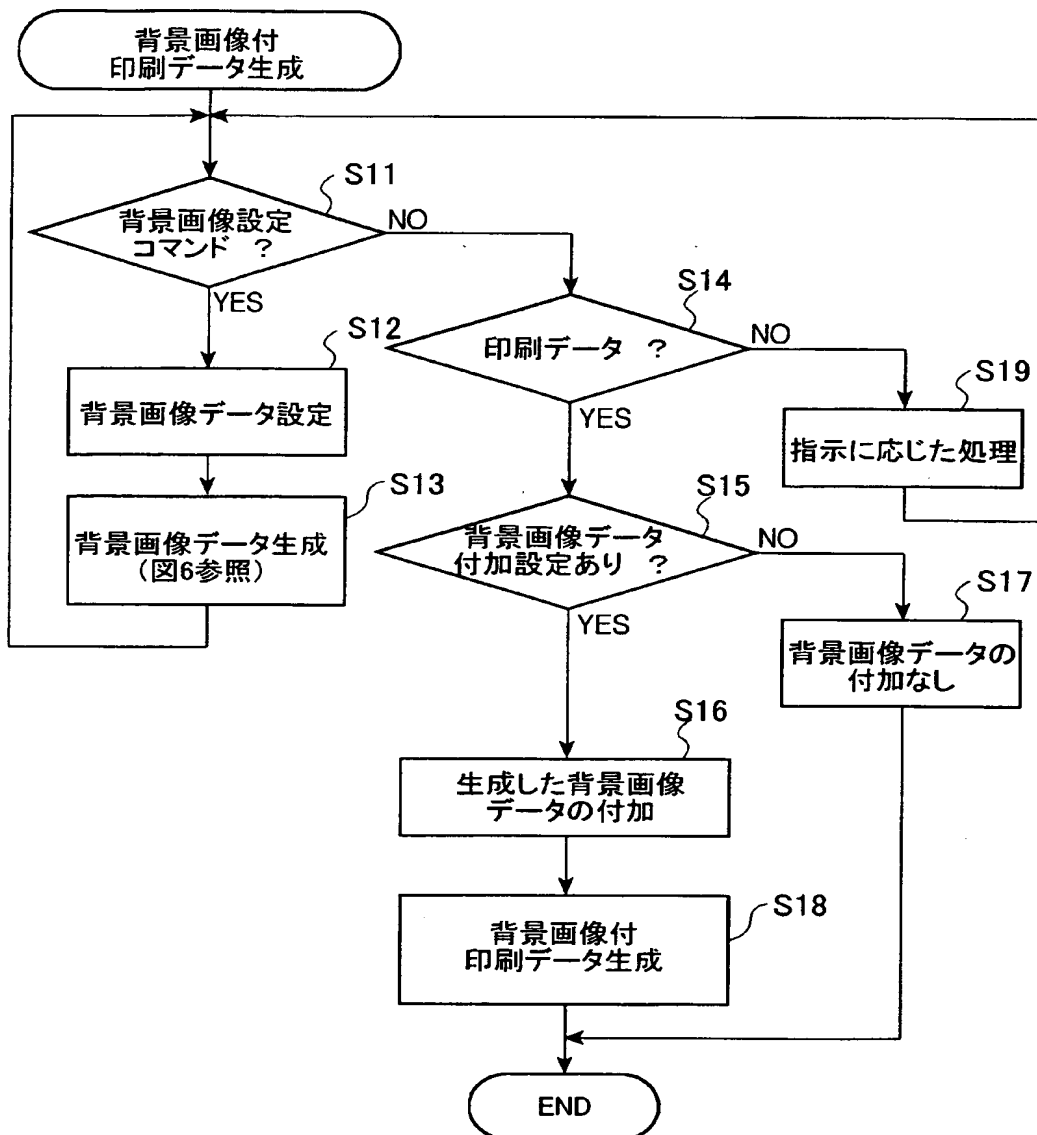 背景画像付
印刷データ生成
S11
背景画像設定
コマンド ?
NO
YES
S14
印刷データ ?
NO
YES
S12
背景画像データ設定
S19
指示に応じた処理
S13
背景画像データ生成
(図6参照)
S15
背景画像データ
付加設定あり ?
NO
YES
S17
背景画像データの
付加なし
S16
生成した背景画像
データの付加
S18
背景画像付
印刷データ生成
END